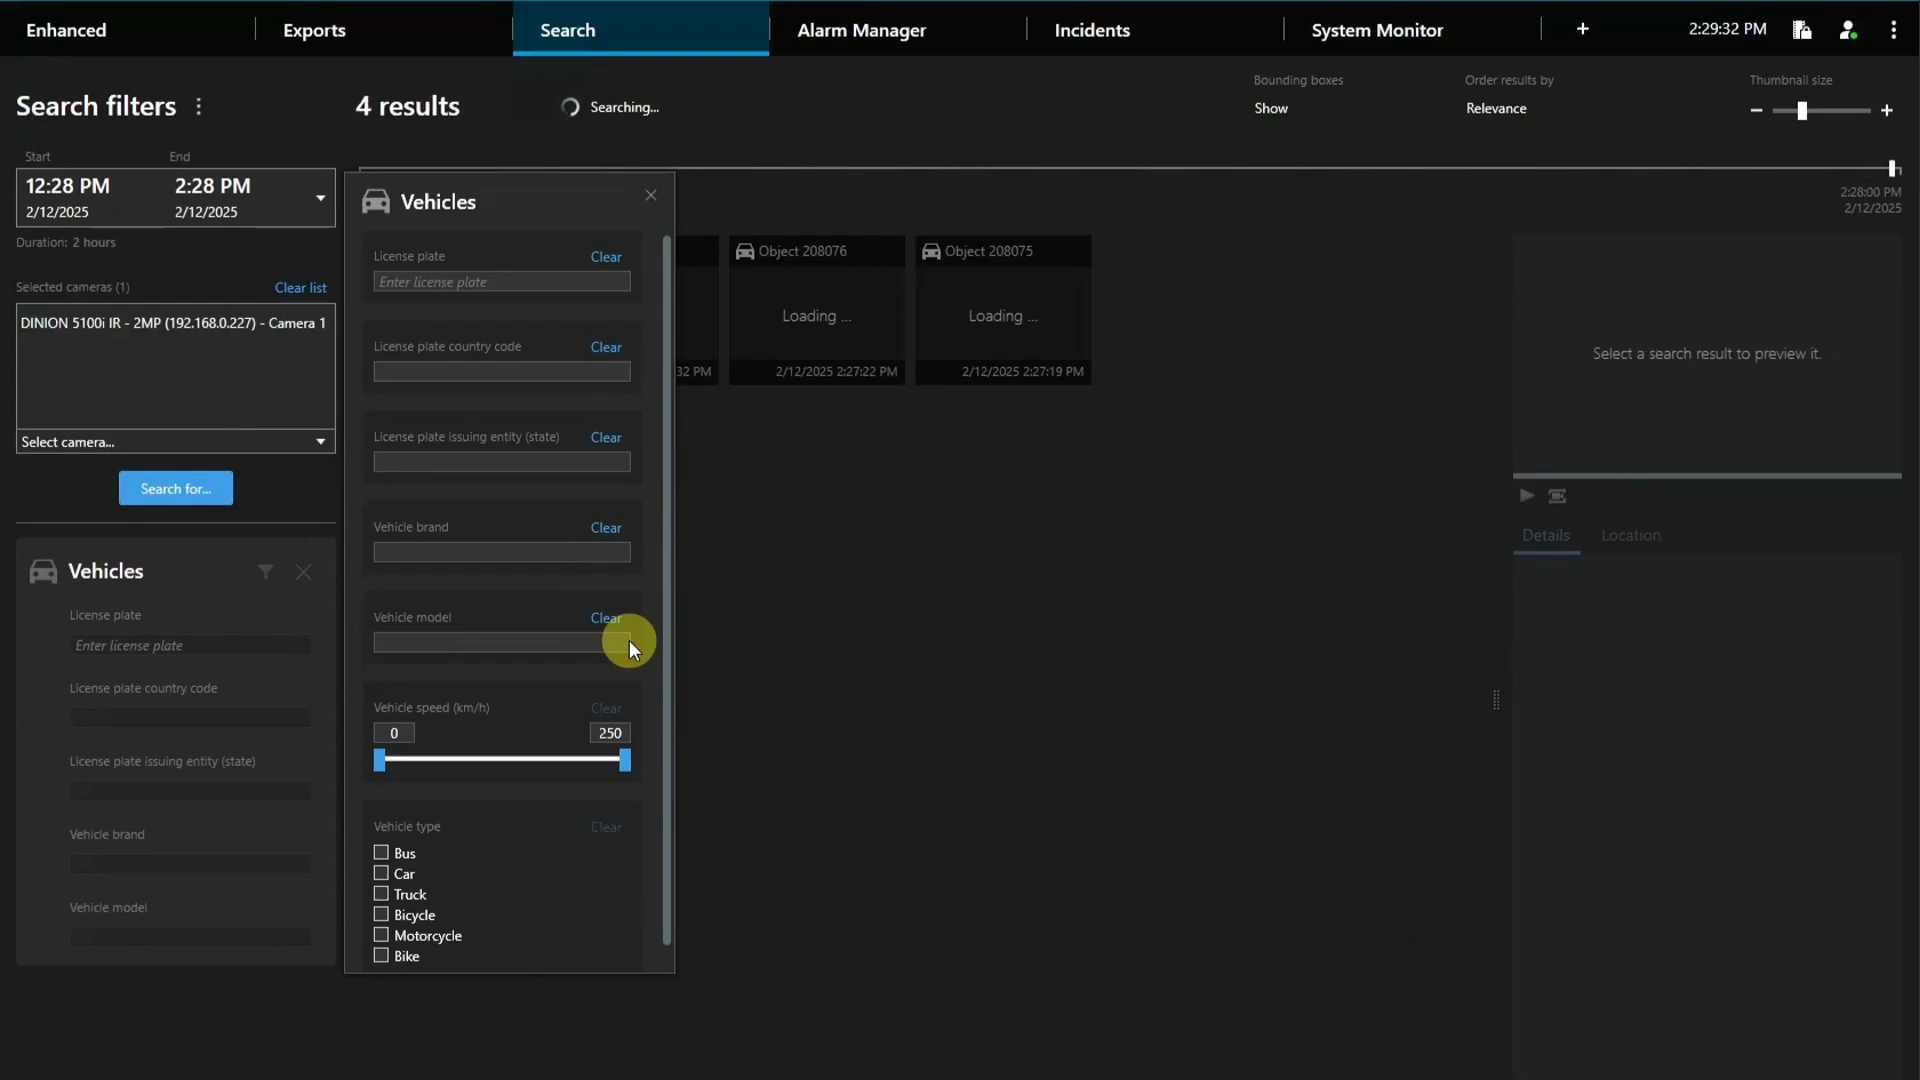 Enhanced
Exports
Search
Alarm Manager
Incidents
System Monitor
+
2:29:32 PM
Search filters
4 results
Searching...
Bounding boxes
Show
Order results by
Relevance
Thumbnail size
Start
End
12:28 PM
2/12/2025
2:28 PM
2/12/2025
Duration: 2 hours
2:28:00 PM
2/12/2025
Selected cameras (1)
Clear list
DINION 5100i IR - 2MP (192.168.0.227) - Camera 1
Select camera...
Search for...
Vehicles
License plate
Enter license plate
License plate country code
License plate issuing entity (state)
Vehicle brand
Vehicle model
Vehicles
License plate
Clear
Enter license plate
License plate country code
Clear
License plate issuing entity (state)
Clear
Vehicle brand
Clear
Vehicle model
Clear
Vehicle speed (km/h)
Clear
0
250
Vehicle type
Clear
Bus
Car
Truck
Bicycle
Motorcycle
Bike
32 PM
Object 208076
Loading ...
2/12/2025 2:27:22 PM
Object 208075
Loading ...
2/12/2025 2:27:19 PM
Select a search result to preview it.
Details
Location